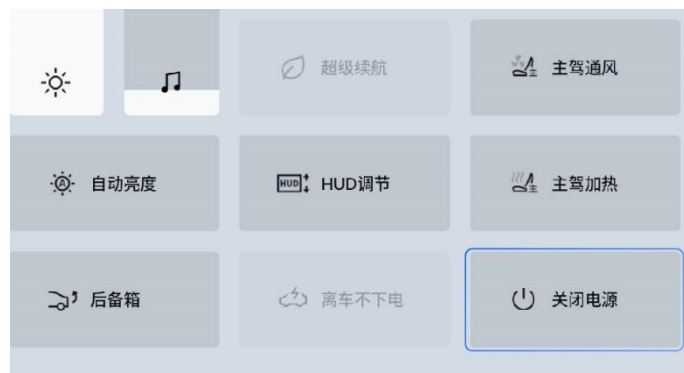 超级续航
主驾通风
自动亮度
HUD调节
主驾加热
后备箱
离车不下电
关闭电源